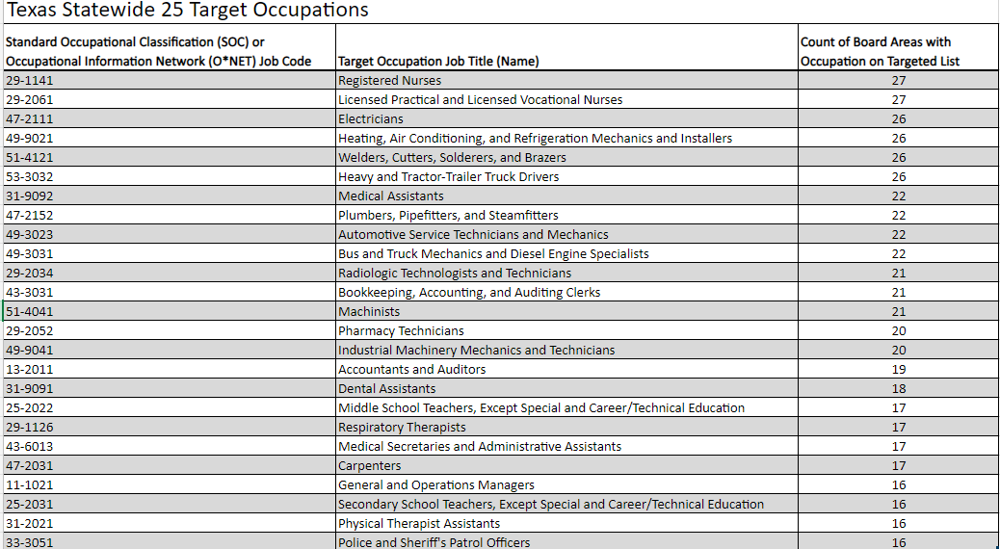 Texas Statewide 25 Target Occupations
Standard Occupational Classification (SOC) or
Occupational Information Network (O*NET) Job Code
Target Occupation Job Title (Name)
Count of Board Areas with
Occupation on Targeted List
29-1141 Registered Nurses 27
29-2061 Licensed Practical and Licensed Vocational Nurses 27
47-2111 Electricians 26
49-9021 Heating, Air Conditioning, and Refrigeration Mechanics and Installers 26
51-4121 Welders, Cutters, Solderers, and Brazers 26
53-3032 Heavy and Tractor-Trailer Truck Drivers 26
31-9092 Medical Assistants 22
47-2152 Plumbers, Pipefitters, and Steamfitters 22
49-3023 Automotive Service Technicians and Mechanics 22
49-3031 Bus and Truck Mechanics and Diesel Engine Specialists 22
29-2034 Radiologic Technologists and Technicians 21
43-3031 Bookkeeping, Accounting, and Auditing Clerks 21
51-4041 Machinists 21
29-2052 Pharmacy Technicians 20
49-9041 Industrial Machinery Mechanics and Technicians 20
13-2011 Accountants and Auditors 19
31-9091 Dental Assistants 18
25-2022 Middle School Teachers, Except Special and Career/Technical Education 17
29-1126 Respiratory Therapists 17
43-6013 Medical Secretaries and Administrative Assistants 17
47-2031 Carpenters 17
11-1021 General and Operations Managers 16
25-2031 Secondary School Teachers, Except Special and Career/Technical Education 16
31-2021 Physical Therapist Assistants 16
33-3051 Police and Sheriff's Patrol Officers 16